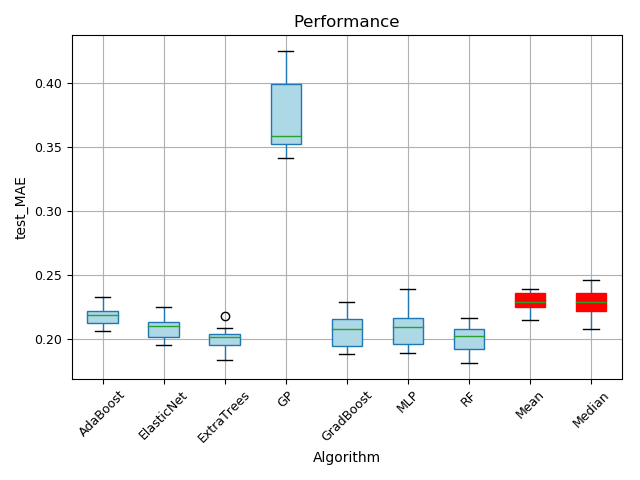 Performance
0.40
0.35
0.30
0.25
0.20
test_MAE
AdaBoost
ElasticNet
ExtraTrees
GP
GradBoost
MLP
RF
Mean
Median
Algorithm